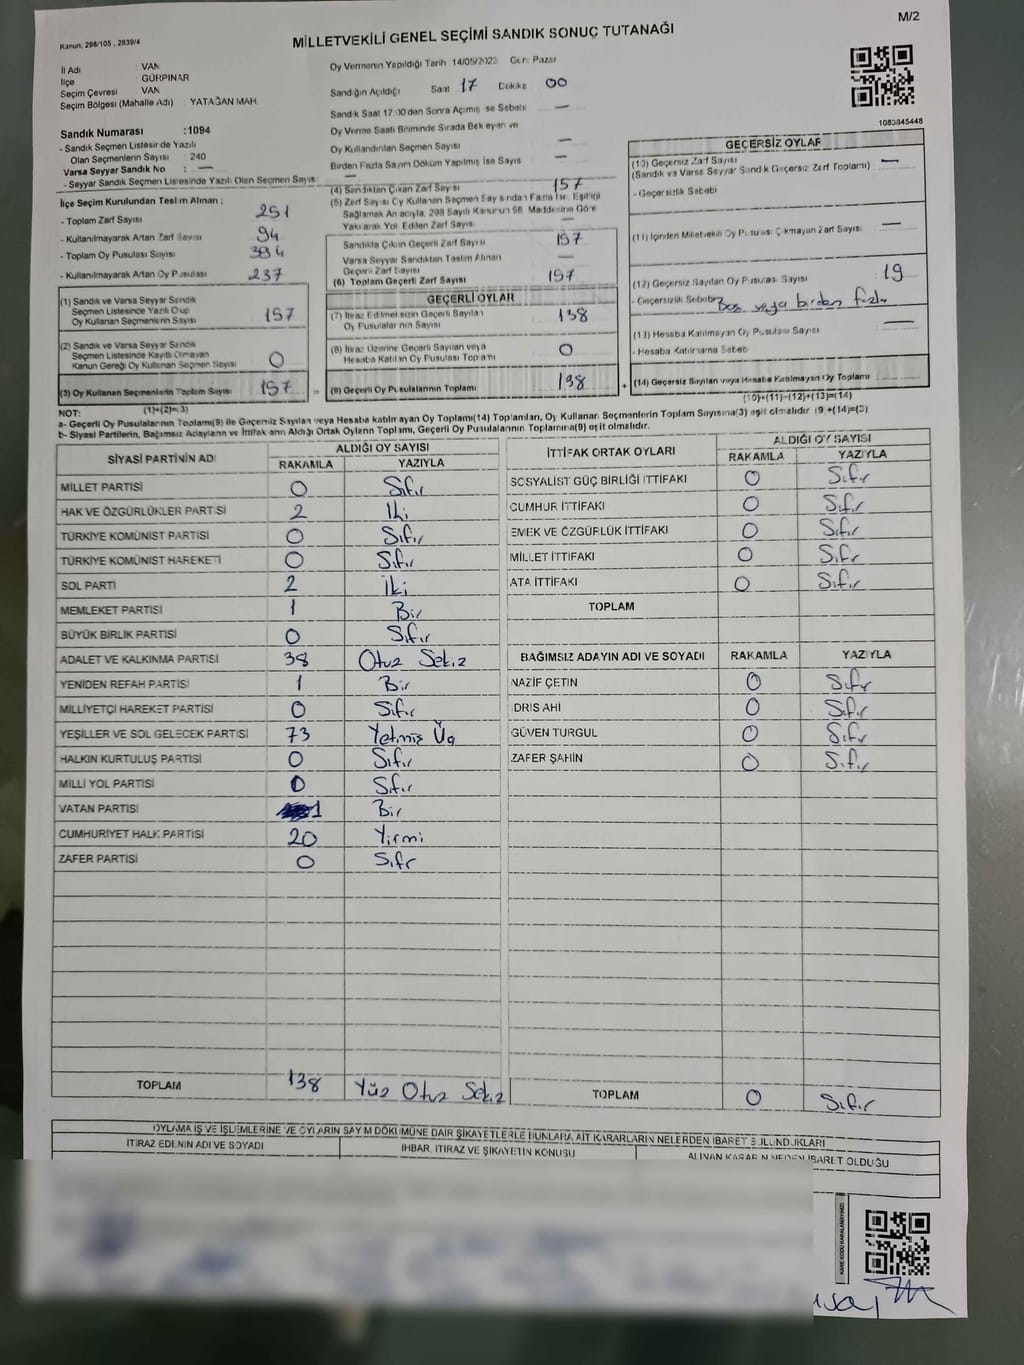 M/2
Kanun, 298/105 , 2839/4
MİLLETVEKİLİ GENEL SEÇİMİ SANDIK SONUÇ TUTANAĞI
İl Adı : VAN
İlçe : GÜRPINAR
Seçim Çevresi : VAN
Seçim Bölgesi (Mahalle Adı) : YATAĞAN MAH.
Oy Vermenin Yapıldığı Tarih 14/05/2023 Gün: Pazar
Sandığın Açıldığı Saat 17 Dakika 00
Sandık Saat 17:00'den Sonra Açılmış ise Sebebi —
Oy Verme Saati Bitiminde Sırada Bekleyen ve
Oy Kullandırılan Seçmen Sayısı —
Birden Fazla Sayım Döküm Yapılmış İse Sayısı —
1083845448
Sandık Numarası :1094
- Sandık Seçmen Listesinde Yazılı
Olan Seçmenlerin Sayısı : 240
Varsa Seyyar Sandık No : —
- Seyyar Sandık Seçmen Listesinde Yazılı Olan Seçmen Sayısı : —
İlçe Seçim Kurulundan Teslim Alınan ;
- Toplam Zarf Sayısı 251
- Kullanılmayarak Artan Zarf Sayısı 94
- Toplam Oy Pusulası Sayısı 394
- Kullanılmayarak Artan Oy Pusulası 237
(1) Sandık ve Varsa Seyyar Sandık
Seçmen Listesinde Yazılı Olup
Oy Kullanan Seçmenlerin Sayısı 157
(2) Sandık ve Varsa Seyyar Sandık
Seçmen Listesinde Kayıtlı Olmayan
Kanun Gereği Oy Kullanan Seçmen Sayısı 0
(3) Oy Kullanan Seçmenlerin Toplam Sayısı 157
(1)+(2)=(3)
(4) Sandıktan Çıkan Zarf Sayısı 157
(5) Zarf Sayısı Oy Kullanan Seçmen Sayısından Fazla İse, Eşitliği
Sağlamak Amacıyla, 298 Sayılı Kanunun 98. Maddesine Göre
Yakılarak Yok Edilen Zarf Sayısı —
Sandıkta Çıkan Geçerli Zarf Sayısı 157
Varsa Seyyar Sandıktan Teslim Alınan
Geçerli Zarf Sayısı —
(6) Toplam Geçerli Zarf Sayısı 157
GEÇERLİ OYLAR
(7) İtiraz Edilmeksizin Geçerli Sayılan
Oy Pusulalarının Sayısı 138
(8) İtiraz Üzerine Geçerli Sayılan veya
Hesaba Katılan Oy Pusulası Toplamı 0
(9) Geçerli Oy Pusulalarının Toplamı 138
GEÇERSİZ OYLAR
(10) Geçersiz Zarf Sayısı
(Sandık ve Varsa Seyyar Sandık Geçersiz Zarf Toplamı) : —
- Geçersizlik Sebebi
(11) İçinden Milletvekili Oy Pusulası Çıkmayan Zarf Sayısı : —
(12) Geçersiz Sayılan Oy Pusulası Sayısı : 19
- Geçersizlik Sebebi Boş veya birden fazla
(13) Hesaba Katılmayan Oy Pusulası Sayısı : —
- Hesaba Katılmama Sebebi
(14) Geçersiz Sayılan veya Hesaba Katılmayan Oy Toplamı :
(10)+(11)+(12)+(13)=(14)
NOT:
a- Geçerli Oy Pusulalarının Toplamı(9) ile Geçersiz Sayılan veya Hesaba katılmayan Oy Toplamı(14) Toplamları, Oy Kullanan Seçmenlerin Toplam Sayısına(3) eşit olmalıdır (9)+(14)=(3)
b- Siyasi Partilerin, Bağımsız Adayların ve İttifakların Aldığı Ortak Oyların Toplamı, Geçerli Oy Pusulalarının Toplamına(9) eşit olmalıdır.
SİYASİ PARTİNİN ADI ALDIĞI OY SAYISI
RAKAMLA YAZIYLA
MİLLET PARTİSİ 0 Sıfır
HAK VE ÖZGÜRLÜKLER PARTİSİ 2 İki
TÜRKİYE KOMÜNİST PARTİSİ 0 Sıfır
TÜRKİYE KOMÜNİST HAREKETİ 0 Sıfır
SOL PARTİ 2 İki
MEMLEKET PARTİSİ 1 Bir
BÜYÜK BİRLİK PARTİSİ 0 Sıfır
ADALET VE KALKINMA PARTİSİ 38 Otuz Sekiz
YENİDEN REFAH PARTİSİ 1 Bir
MİLLİYETÇİ HAREKET PARTİSİ 0 Sıfır
YEŞİLLER VE SOL GELECEK PARTİSİ 73 Yetmiş Üç
HALKIN KURTULUŞ PARTİSİ 0 Sıfır
MİLLİ YOL PARTİSİ 0 Sıfır
VATAN PARTİSİ 1 Bir
CUMHURİYET HALK PARTİSİ 20 Yirmi
ZAFER PARTİSİ 0 Sıfır
TOPLAM 138 Yüz Otuz Sekiz
İTTİFAK ORTAK OYLARI ALDIĞI OY SAYISI
RAKAMLA YAZIYLA
SOSYALİST GÜÇ BİRLİĞİ İTTİFAKI 0 Sıfır
CUMHUR İTTİFAKI 0 Sıfır
EMEK VE ÖZGÜRLÜK İTTİFAKI 0 Sıfır
MİLLET İTTİFAKI 0 Sıfır
ATA İTTİFAKI 0 Sıfır
TOPLAM
BAĞIMSIZ ADAYIN ADI VE SOYADI RAKAMLA YAZIYLA
NAZİF ÇETİN 0 Sıfır
İDRİS AHİ 0 Sıfır
GÜVEN TURGUL 0 Sıfır
ZAFER ŞAHİN 0 Sıfır
TOPLAM 0 Sıfır
OYLAMA İŞ VE İŞLEMLERİNE VE OYLARIN SAYIM DÖKÜMÜNE DAİR ŞİKAYETLERLE BUNLARA AİT KARARLARIN NELERDEN İBARET BULUNDUKLARI
İTİRAZ EDENİN ADI VE SOYADI İHBAR, İTİRAZ VE ŞİKAYETİN KONUSU ALINAN KARARIN NEDEN İBARET OLDUĞU
KARE KODU KARALAMAYINIZ!